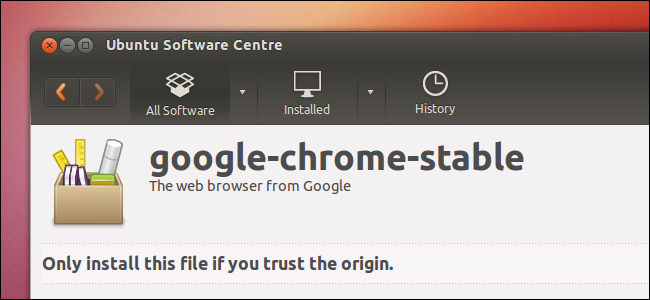 Ubuntu Software Centre
All Software
Installed
History
google-chrome-stable
The web browser from Google
Only install this file if you trust the origin.